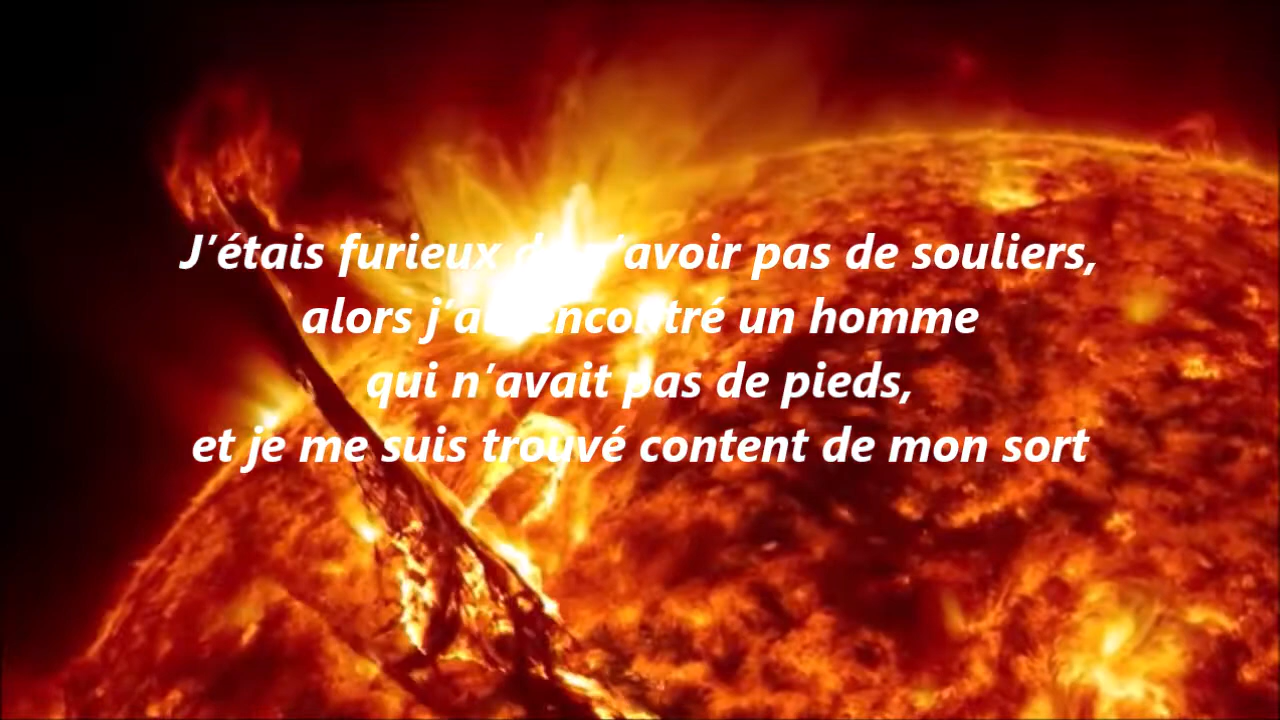 J'étais furieux de n'avoir pas de souliers,
alors j'ai rencontré un homme
qui n'avait pas de pieds,
et je me suis trouvé content de mon sort